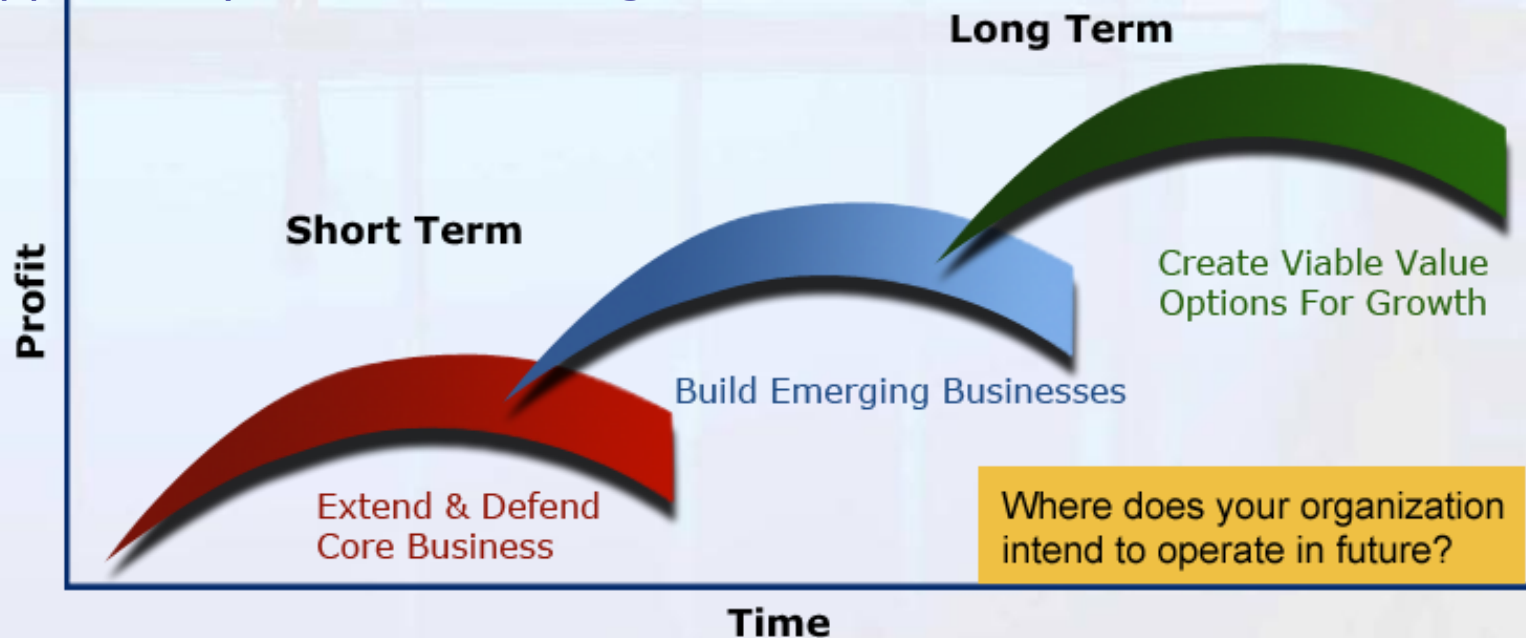 Long Term
Short Term
Profit
Create Viable Value
Options For Growth
Build Emerging Businesses
Extend & Defend
Core Business
Where does your organization
intend to operate in future?
Time